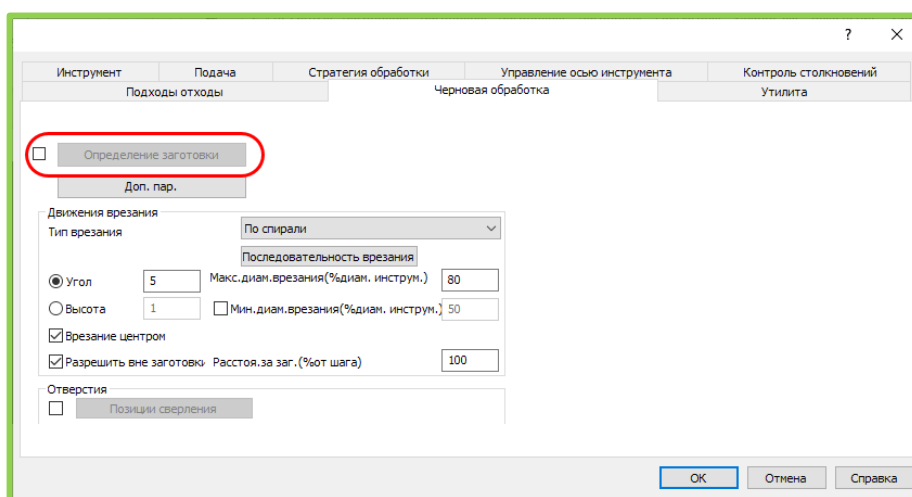 ?
Инструмент Подача Стратегия обработки Управление осью инструмента Контроль столкновений
Подходы отходы Черновая обработка Утилита
Определение заготовки
Доп. пар.
Движения врезания
Тип врезания По спирали
Последовательность врезания
Угол 5 Макс.диам.врезания(%диам. инструм.) 80
Высота 1 Мин.диам.врезания(%диам. инструм.) 50
Врезание центром
Разрешить вне заготовки Расстоя.за заг.(%от шага) 100
Отверстия
Позиции сверления
ОК Отмена Справка